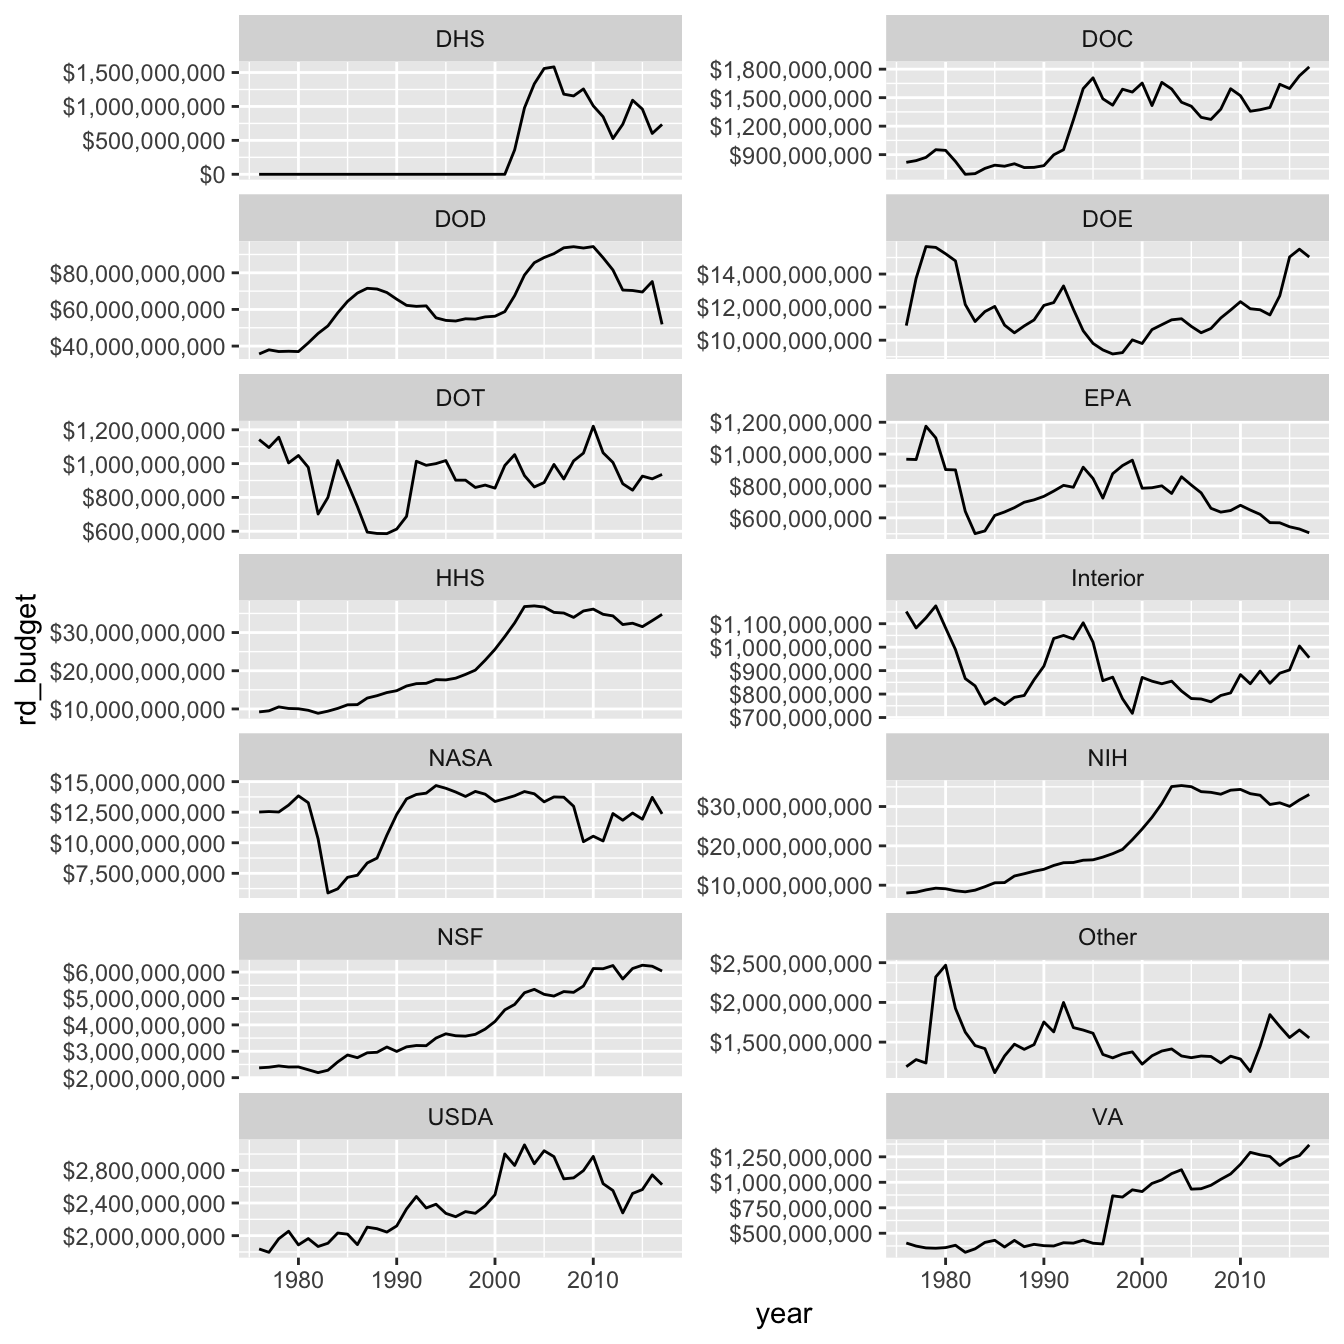 DHS
$1,500,000,000
$1,000,000,000
$500,000,000
$0
DOC
$1,800,000,000
$1,500,000,000
$1,200,000,000
$900,000,000
DOD
$80,000,000,000
$60,000,000,000
$40,000,000,000
DOE
$14,000,000,000
$12,000,000,000
$10,000,000,000
DOT
$1,200,000,000
$1,000,000,000
$800,000,000
$600,000,000
EPA
$1,200,000,000
$1,000,000,000
$800,000,000
$600,000,000
HHS
$30,000,000,000
$20,000,000,000
$10,000,000,000
Interior
$1,100,000,000
$1,000,000,000
$900,000,000
$800,000,000
$700,000,000
NASA
$15,000,000,000
$12,500,000,000
$10,000,000,000
$7,500,000,000
NIH
$30,000,000,000
$20,000,000,000
$10,000,000,000
NSF
$6,000,000,000
$5,000,000,000
$4,000,000,000
$3,000,000,000
$2,000,000,000
Other
$2,500,000,000
$2,000,000,000
$1,500,000,000
USDA
$2,800,000,000
$2,400,000,000
$2,000,000,000
VA
$1,250,000,000
$1,000,000,000
$750,000,000
$500,000,000
1980 1990 2000 2010
1980 1990 2000 2010
year
rd_budget